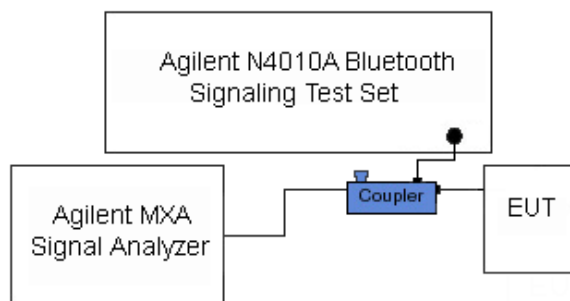 Agilent N4010A Bluetooth
Signaling Test Set
Coupler
Agilent MXA
Signal Analyzer
EUT